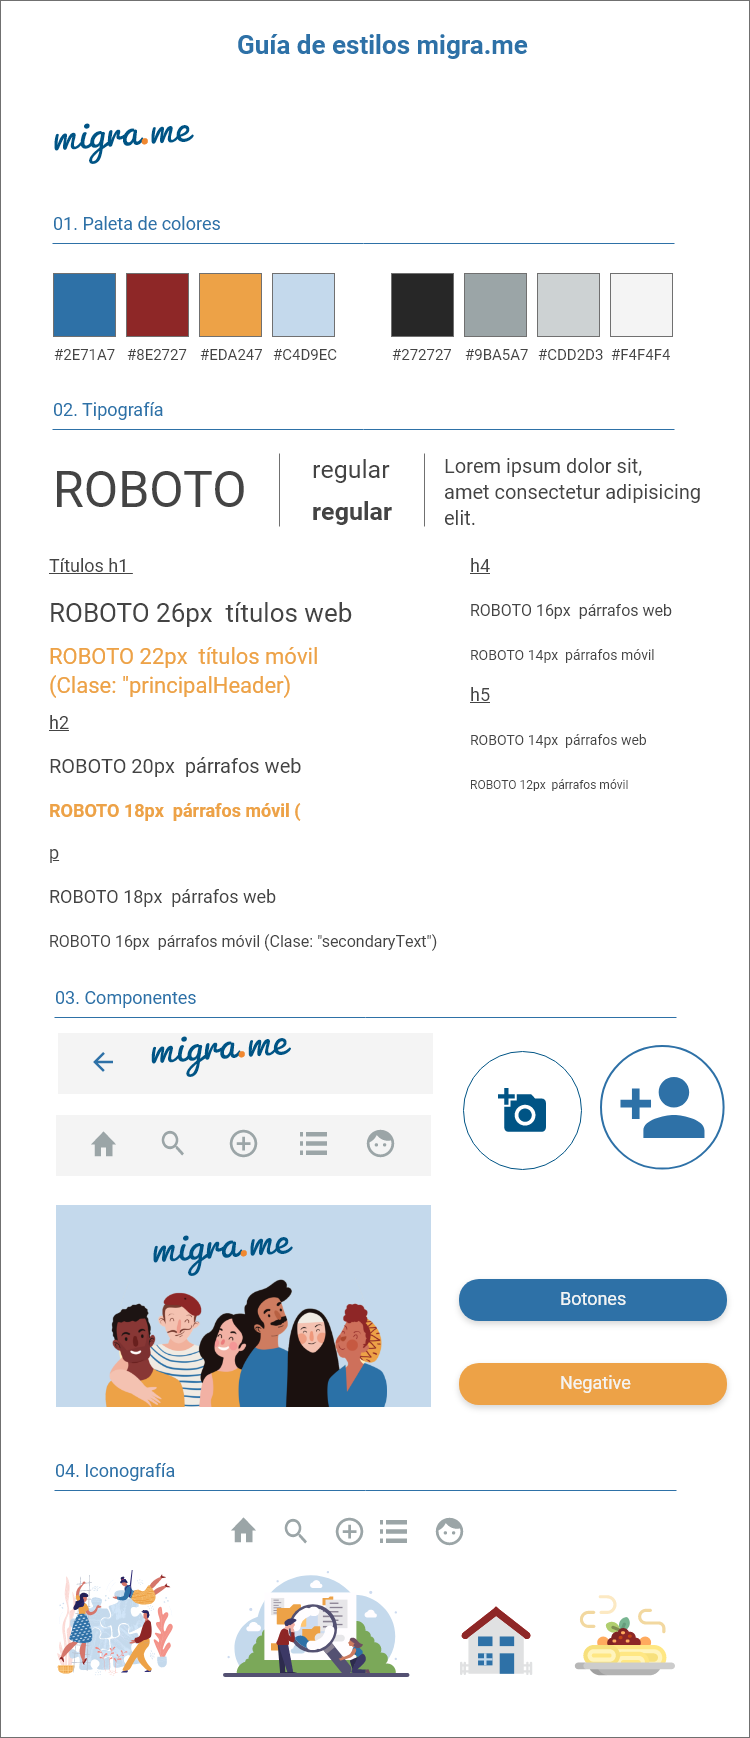 Guía de estilos migra.me
migra.me
01. Paleta de colores
#2E71A7 #8E2727 #EDA247 #C4D9EC #272727 #9BA5A7 #CDD2D3 #F4F4F4
02. Tipografía
ROBOTO
regular
regular
Lorem ipsum dolor sit,
amet consectetur adipisicing
elit.
Títulos h1
ROBOTO 26px títulos web
ROBOTO 22px títulos móvil
(Clase: "principalHeader)
h2
ROBOTO 20px párrafos web
ROBOTO 18px párrafos móvil (
p
ROBOTO 18px párrafos web
ROBOTO 16px párrafos móvil (Clase: "secondaryText")
h4
ROBOTO 16px párrafos web
ROBOTO 14px párrafos móvil
h5
ROBOTO 14px párrafos web
ROBOTO 12px párrafos móvil
03. Componentes
migra.me
migra.me
Botones
Negative
04. Iconografía